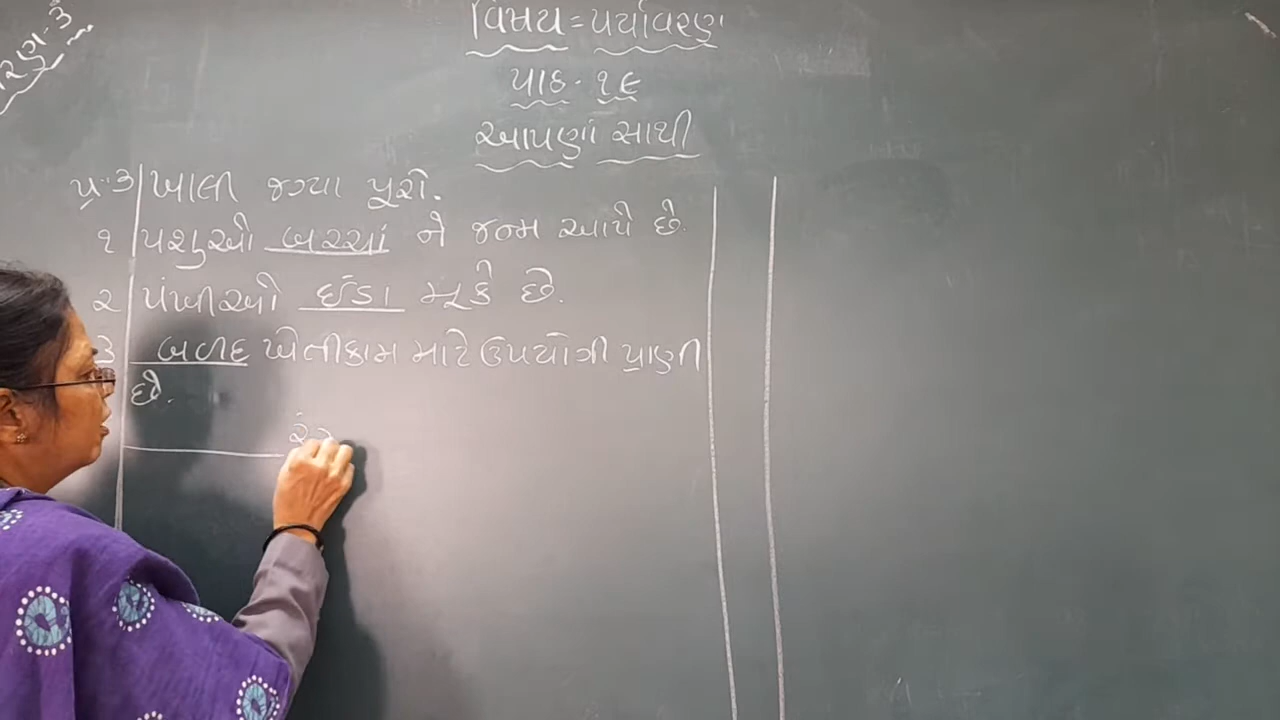 વિષય = પર્યાવરણ
પાઠ - ૧૯
આપણાં સાથી
પ્ર-૩ ખાલી જગ્યા પૂરો.
૧ પશુઓ બચ્ચાં ને જન્મ આપે છે.
૨ પંખીઓ ઈંડા મૂકે છે.
૩ બળદ ખેતીકામ માટે ઉપયોગી પ્રાણી
છે.